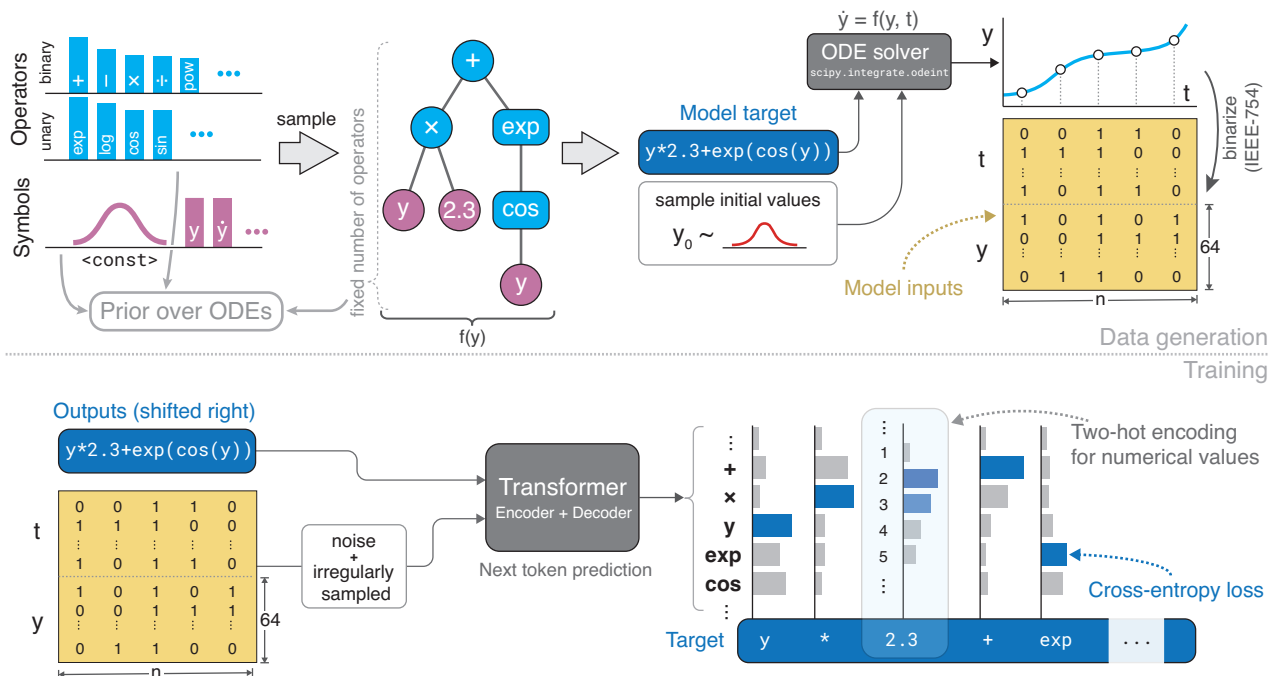 Operators
binary
+
−
×
÷
pow
•••
unary
exp
log
cos
sin
•••
Symbols
<const>
y
ẏ
•••
Prior over ODEs
sample
fixed number of operators
+
×
exp
y
2.3
cos
y
f(y)
Model target
y*2.3+exp(cos(y))
sample initial values
y₀ ~
ẏ = f(y, t)
ODE solver
scipy.integrate.odeint
y
t
binarize
(IEEE-754)
t
0 0 1 1 0
1 1 1 0 0
⋮ ⋮ ⋮ ⋮ ⋮
1 0 1 1 0
y
1 0 1 0 1
0 0 1 1 1
⋮ ⋮ ⋮ ⋮ ⋮
0 1 1 0 0
64
n
Model inputs
Data generation
Training
Outputs (shifted right)
y*2.3+exp(cos(y))
t
0 0 1 1 0
1 1 1 0 0
⋮ ⋮ ⋮ ⋮ ⋮
1 0 1 1 0
y
1 0 1 0 1
0 0 1 1 1
⋮ ⋮ ⋮ ⋮ ⋮
0 1 1 0 0
64
n
noise
+
irregularly
sampled
Transformer
Encoder + Decoder
Next token prediction
⋮
+
×
y
exp
cos
⋮
⋮
1
2
3
4
5
⋮
Two-hot encoding
for numerical values
Cross-entropy loss
Target
y * 2.3 + exp ...